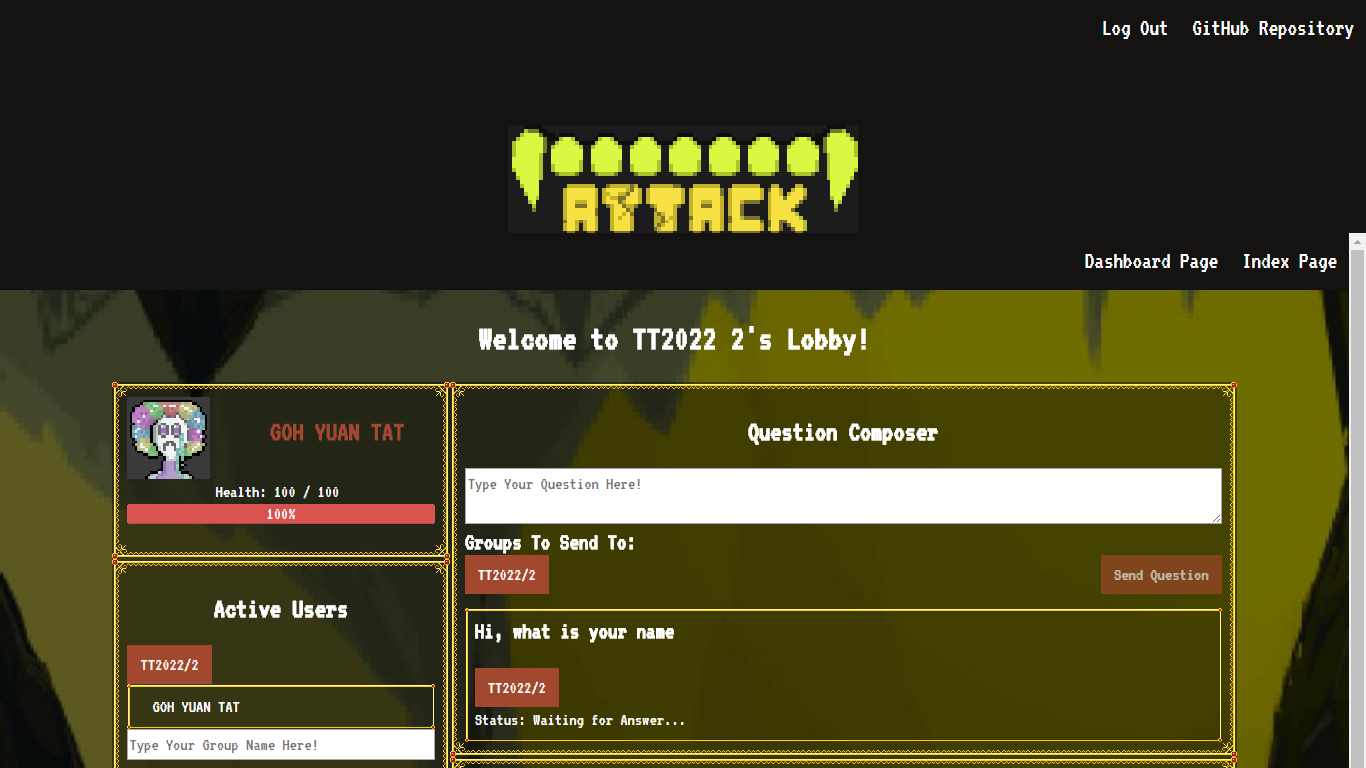 Log Out GitHub Repository
ATTACK
Dashboard Page Index Page
Welcome to TT2022 2's Lobby!
GOH YUAN TAT
Health: 100 / 100
100%
Active Users
TT2022/2
GOH YUAN TAT
Type Your Group Name Here!
Question Composer
Type Your Question Here!
Groups To Send To:
TT2022/2
Send Question
Hi, what is your name
TT2022/2
Status: Waiting for Answer...